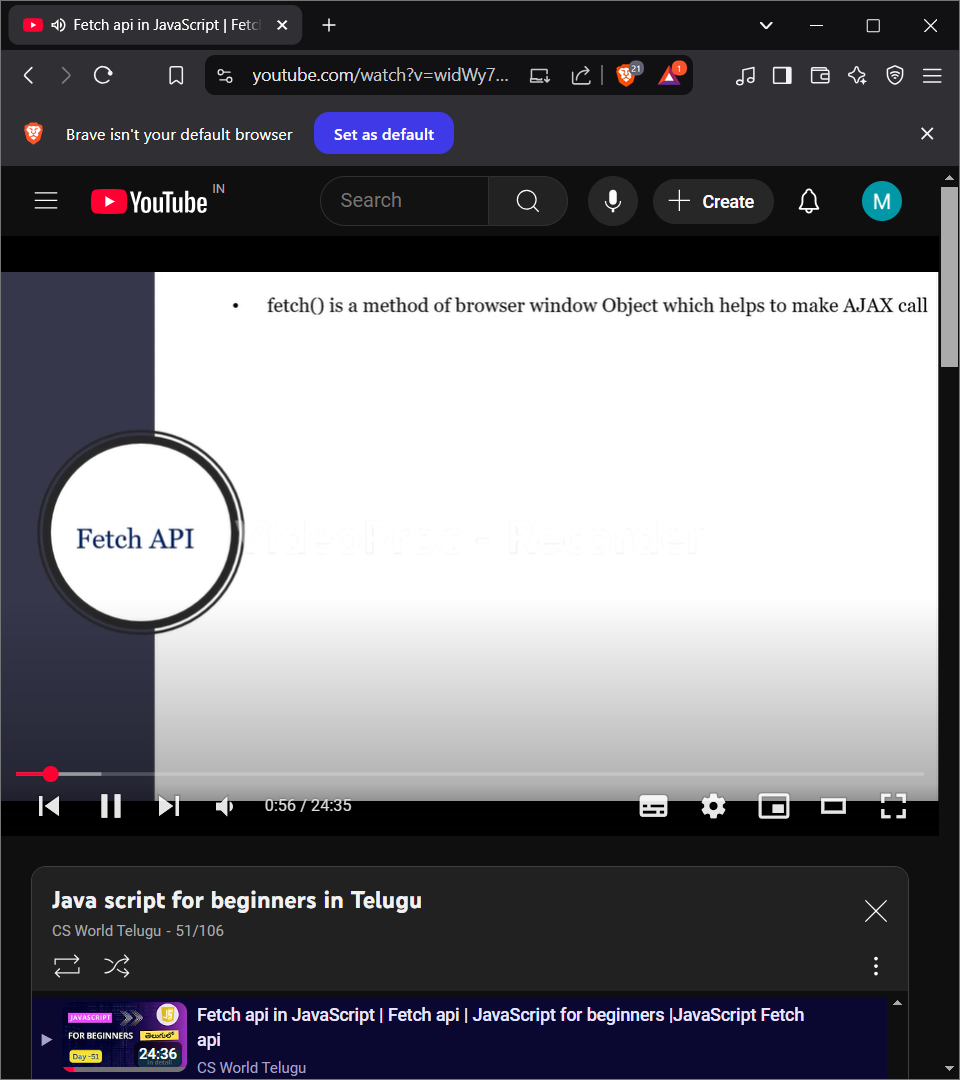 Fetch api in JavaScript | Fetc
youtube.com/watch?v=widWy7...
21
1
Brave isn't your default browser
Set as default
YouTube
IN
Search
Create
M
• fetch() is a method of browser window Object which helps to make AJAX call
Fetch API
VideoProc - Recorder
0:56 / 24:35
Java script for beginners in Telugu
CS World Telugu - 51/106
JAVASCRIPT
JS
FOR BEGINNERS
తెలుగులో
Day -51
24:36
in detail
Fetch api in JavaScript | Fetch api | JavaScript for beginners |JavaScript Fetch
api
CS World Telugu